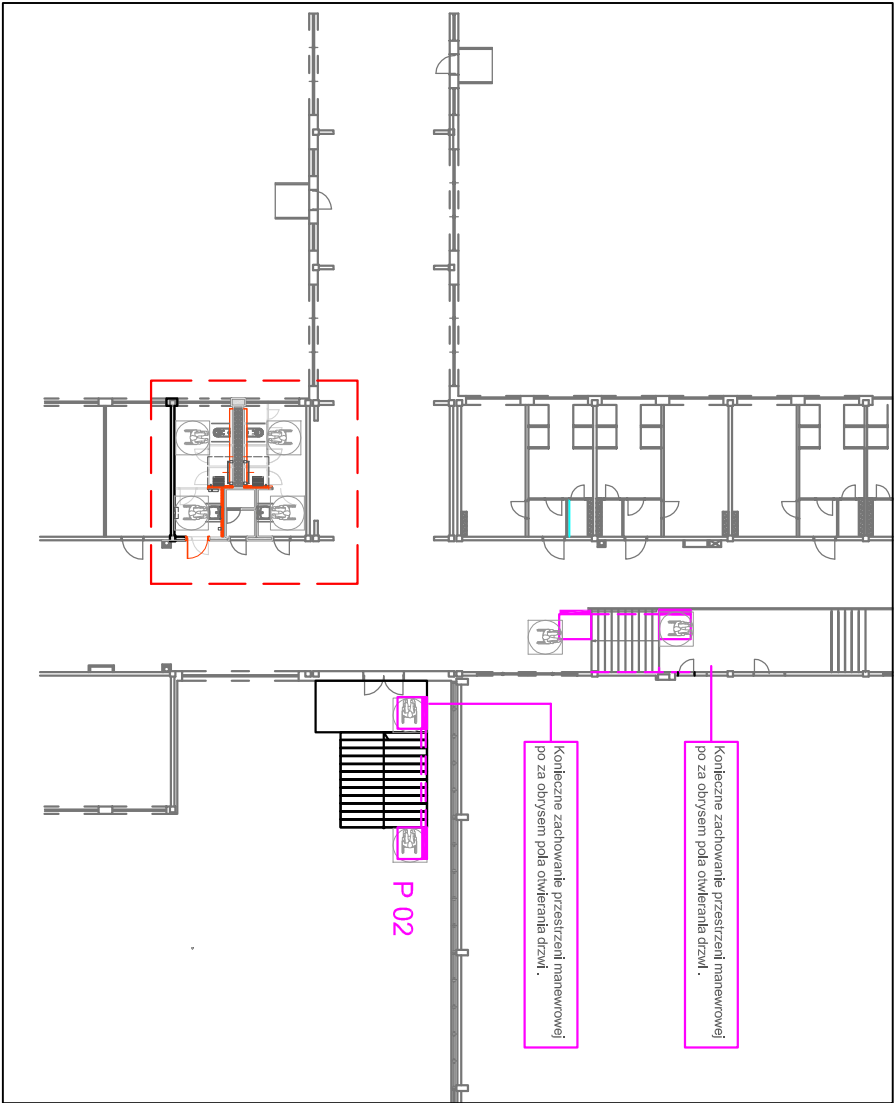 Konieczne zachowanie przestrzeni manewrowej
po za obrysem pola otwierania drzwi .
Konieczne zachowanie przestrzeni manewrowej
po za obrysem pola otwierania drzwi .
P 02